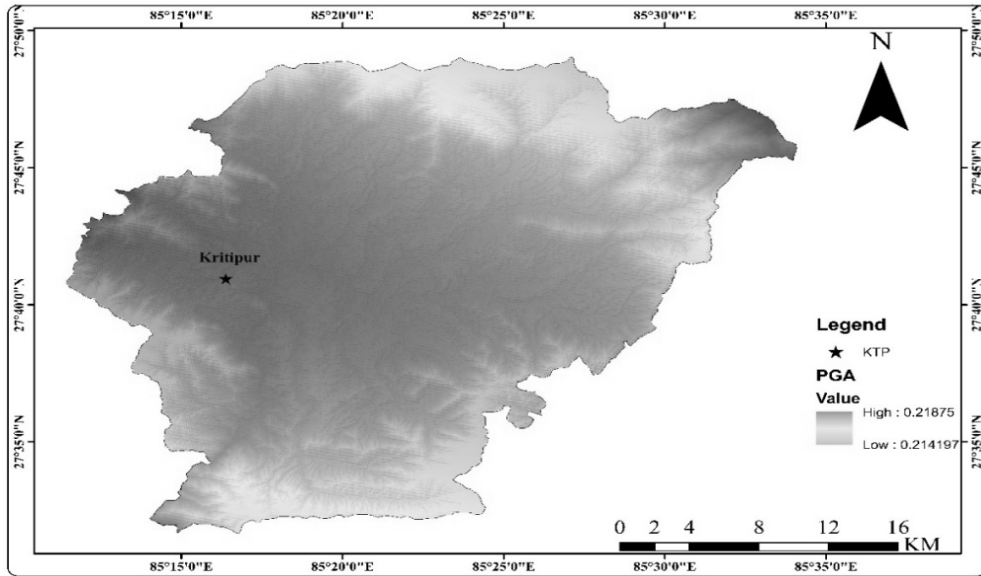 85°15'0"E 85°20'0"E 85°25'0"E 85°30'0"E 85°35'0"E
27°50'0"N 27°50'0"N
N
27°45'0"N 27°45'0"N
Kritipur
27°40'0"N 27°40'0"N
Legend
KTP
PGA
Value
High : 0.21875
Low : 0.214197
27°35'0"N 27°35'0"N
0 2 4 8 12 16
KM
85°15'0"E 85°20'0"E 85°25'0"E 85°30'0"E 85°35'0"E